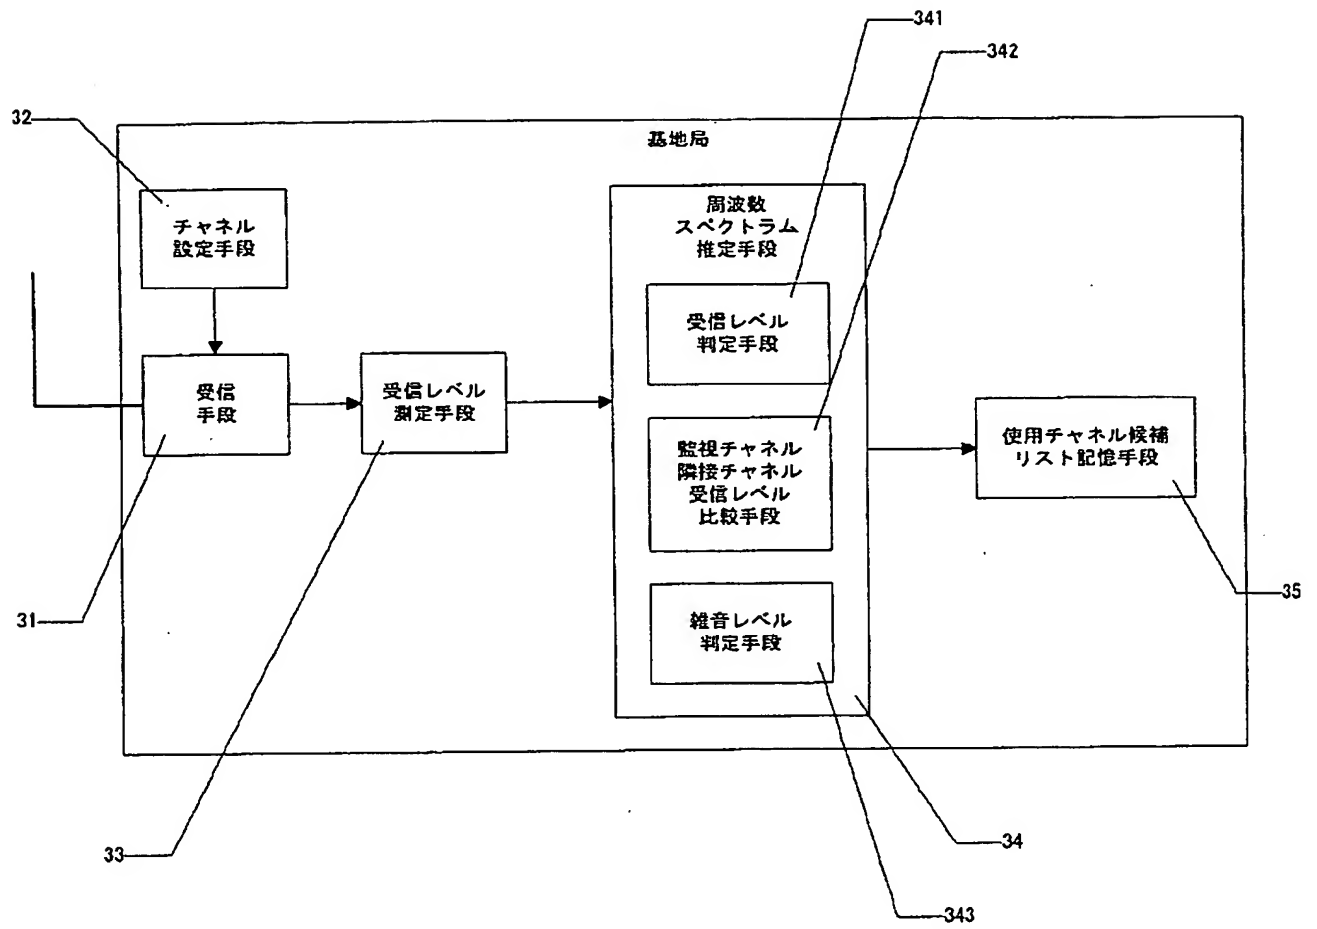 341
342
32
基地局
チャネル
設定手段
周波数
スペクトラム
推定手段
受信レベル
判定手段
受信
手段
受信レベル
測定手段
監視チャネル
隣接チャネル
受信レベル
比較手段
使用チャネル候補
リスト記憶手段
雑音レベル
判定手段
31
35
33
34
343